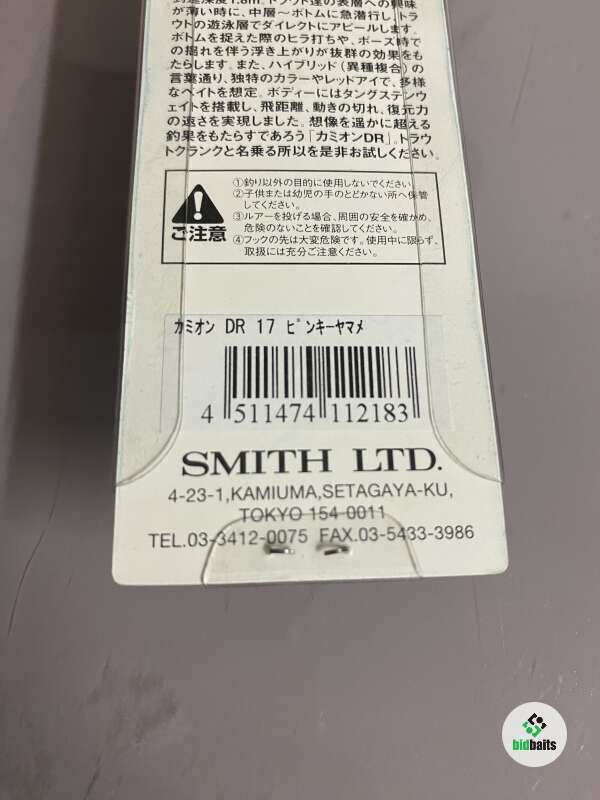 到達深度1.8m。トラウト達の表層への興味
が薄い時に、中層～ボトムに急潜行し、トラ
ウトの遊泳層でダイレクトにアピールします。
ボトムを捉えた際のヒラ打ちや、ポーズ時で
の揺れを伴う浮き上がりが抜群の効果をも
たらします。また、ハイブリッド(異種複合)の
言葉通り、独特のカラーやレッドアイで、多様
なベイトを想定。ボディーにはタングステンウ
ェイトを搭載し、飛距離、動きの切れ、復元力
の速さを実現しました。想像を遥かに超える
釣果をもたらすであろう「カミオンDR」。トラウ
トクランクと名乗る所以を是非お試しください。
ご注意
①釣り以外の目的に使用しないでください。
②子供または幼児の手のとどかない所へ保管
してください。
③ルアーを投げる場合、周囲の安全を確かめ、
危険のないことを確認してください。
④フックの先は大変危険です。使用中に限らず、
取扱には充分ご注意ください。
カミオン DR 17 ピンキーヤマメ
4 511474 112183
SMITH LTD.
4-23-1,KAMIUMA,SETAGAYA-KU,
TOKYO 154-0011
TEL.03-3412-0075 FAX.03-5433-3986
bidbaits